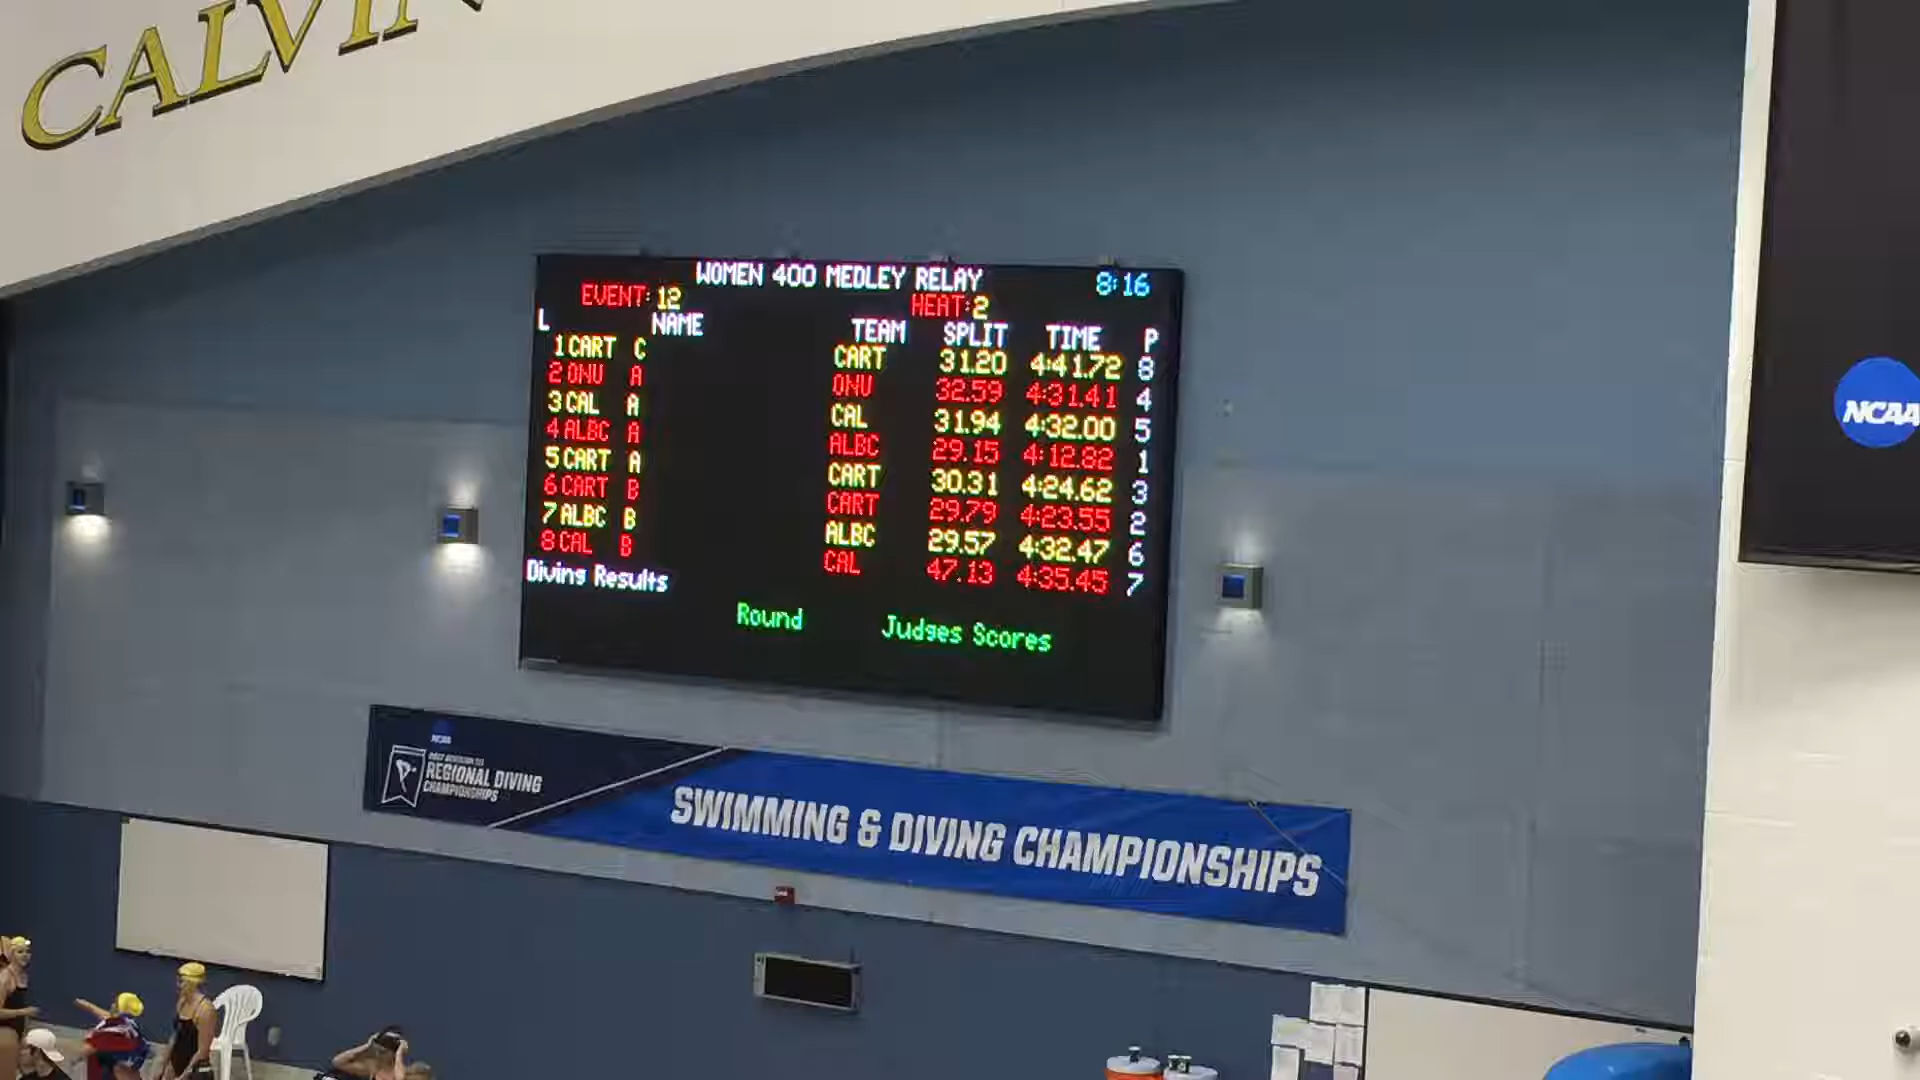 CALVIN
WOMEN 400 MEDLEY RELAY 8:16
EVENT: 12 HEAT: 2
L NAME TEAM SPLIT TIME P
1 CART C CART 31.20 4:41.72 8
2 ONU A ONU 32.59 4:31.41 4
3 CAL A CAL 31.94 4:32.00 5
4 ALBC A ALBC 29.15 4:12.82 1
5 CART A CART 30.31 4:24.62 3
6 CART B CART 29.79 4:23.55 2
7 ALBC B ALBC 29.57 4:32.47 6
8 CAL B CAL 47.13 4:35.45 7
Diving Results
Round Judges Scores
NCAA
NCAA
REGIONAL DIVING
CHAMPIONSHIPS
SWIMMING & DIVING CHAMPIONSHIPS